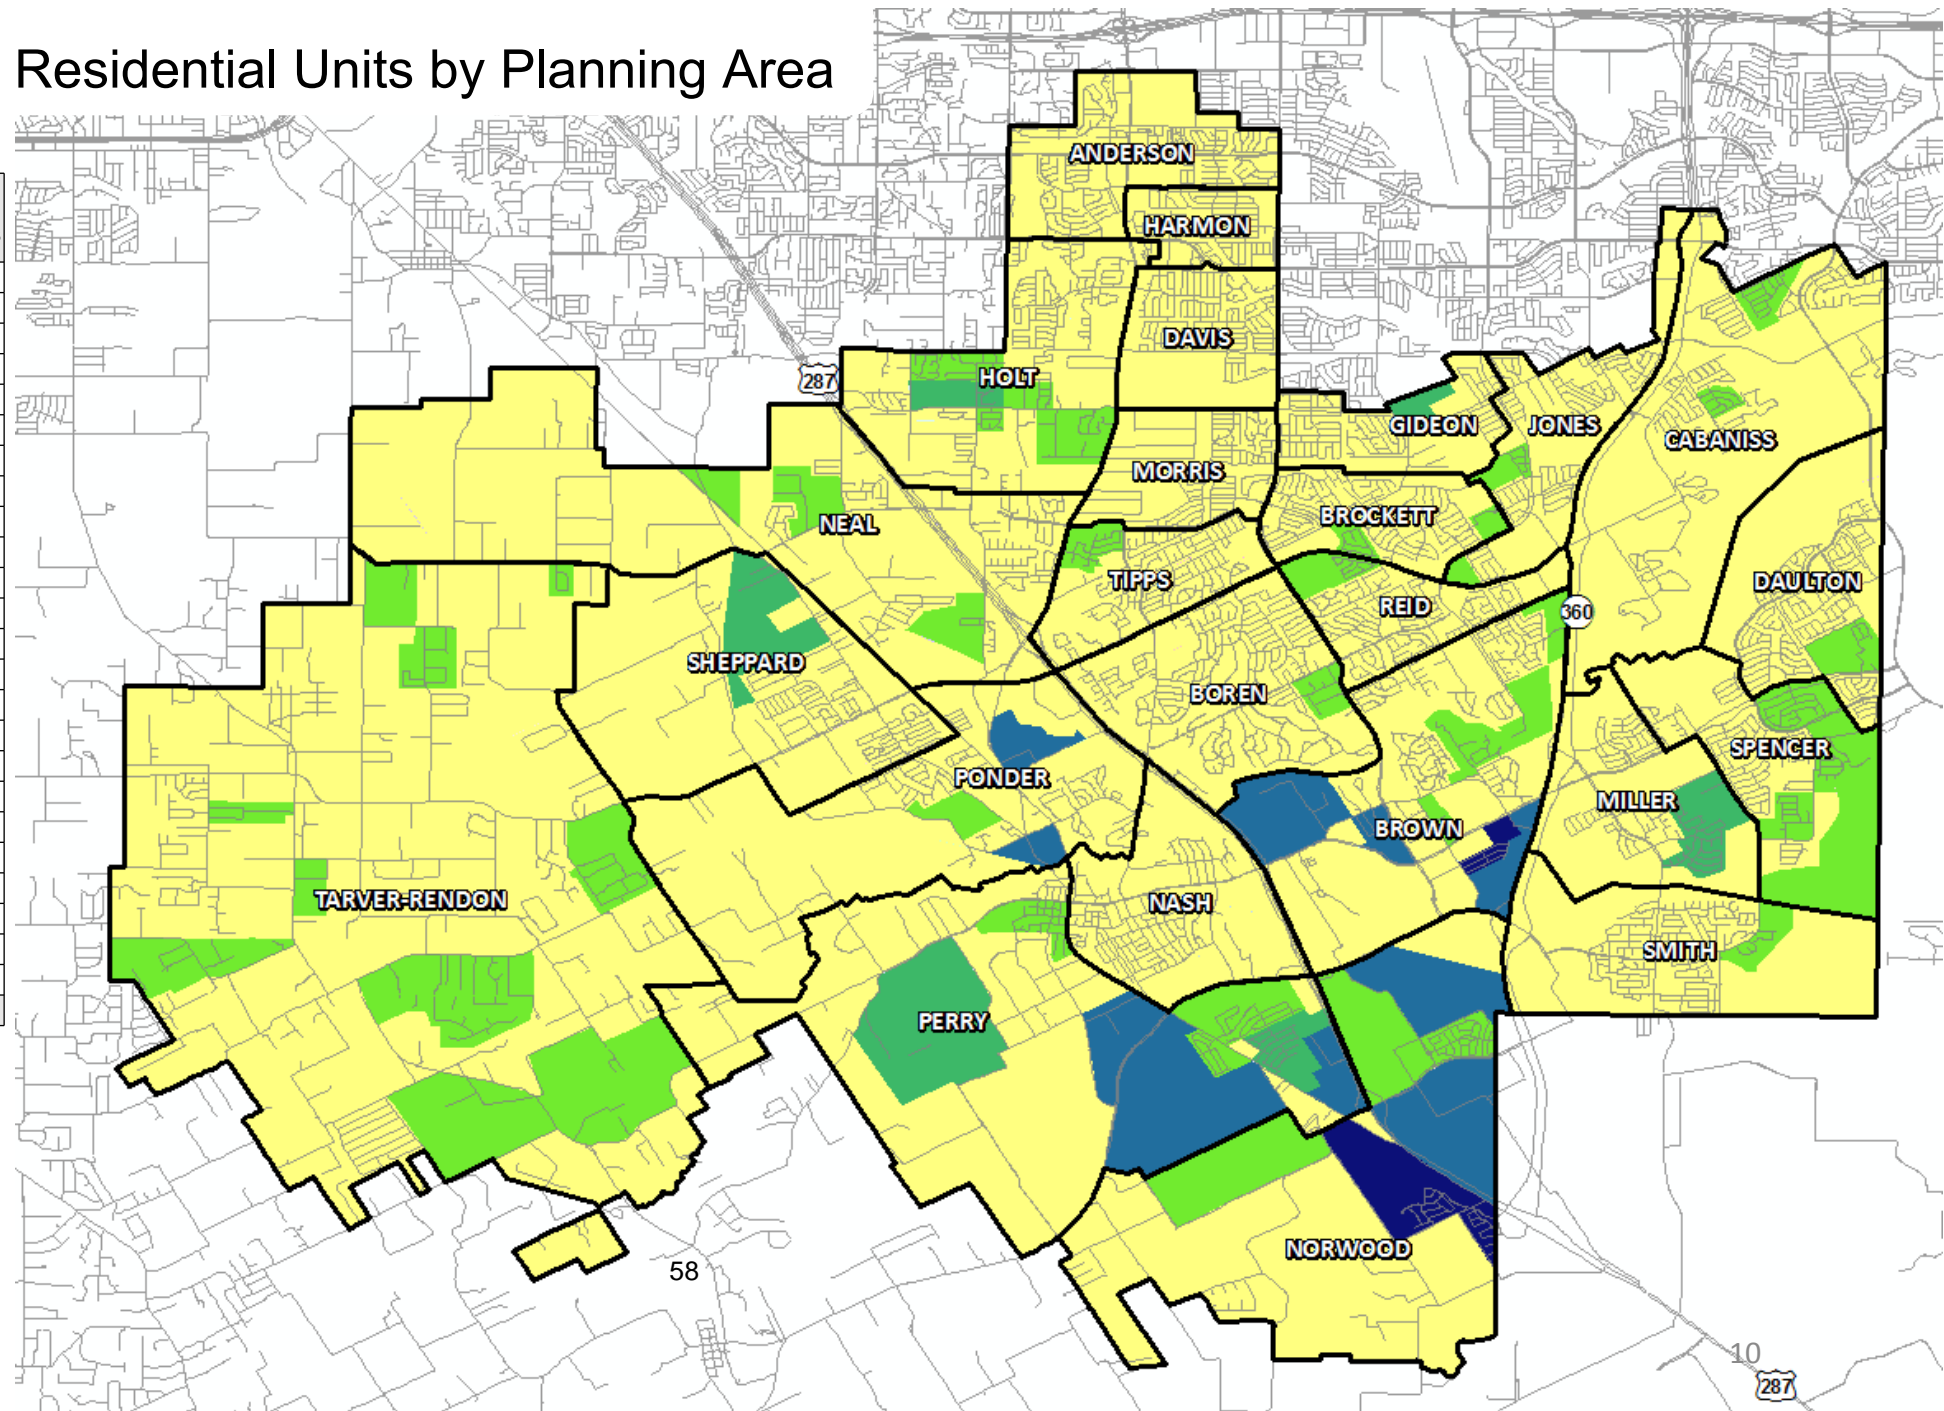 Residential Units by Planning Area
ANDERSON
HARMON
DAVIS
HOLT
287
GIDEON
JONES
CABANISS
MORRIS
NEAL
BROCKETT
TIPPS
DAULTON
REID
360
SHEPPARD
BOREN
SPENCER
PONDER
MILLER
BROWN
TARVER-RENDON
NASH
SMITH
PERRY
NORWOOD
58
10
287